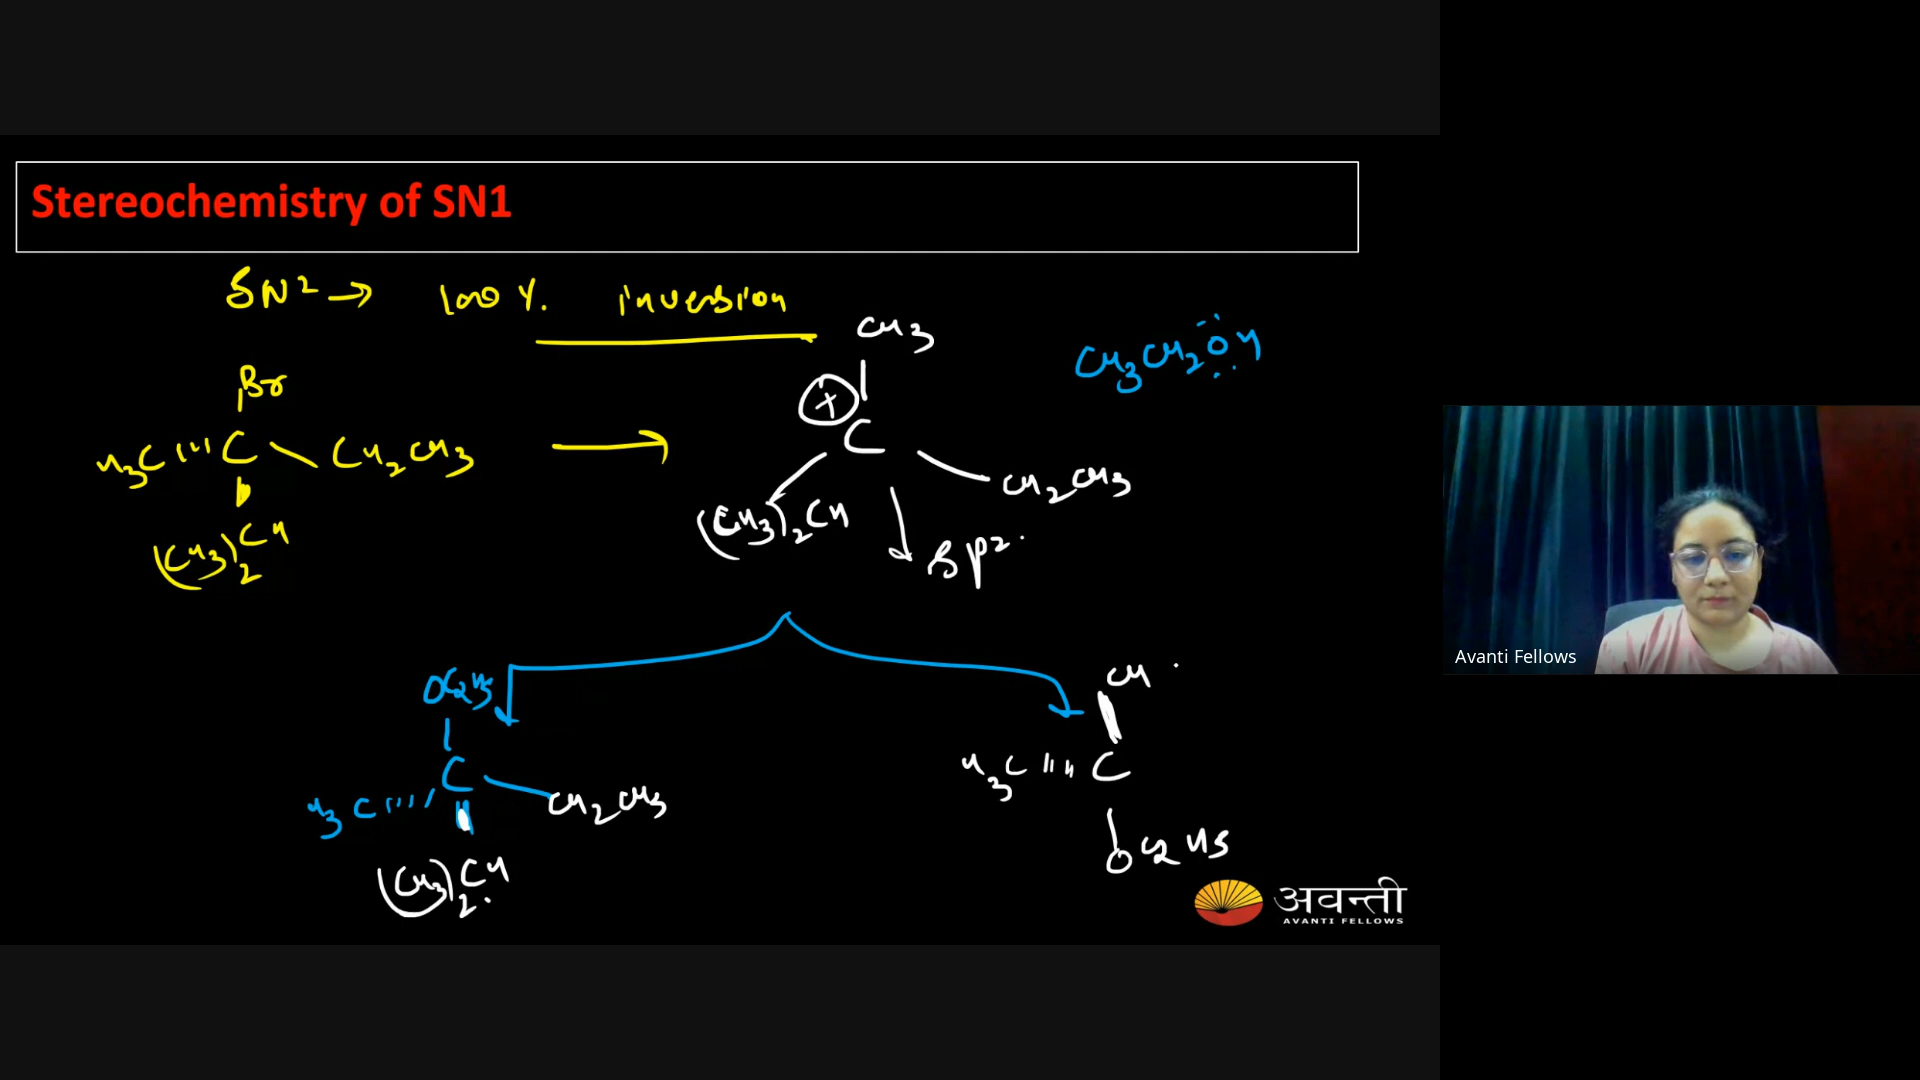 Stereochemistry of SN1
SN2 → 100 %. inversion
CH3
CH3CH2OH
Br
+
H3C C CH2CH3
C
CH2CH3
(CH3)2CH
(CH3)2CH
sp2.
OC2H5
CH
C
H3C C
H3C
CH2CH3
OC2H5
(CH3)2CH
Avanti Fellows
अवन्ती
AVANTI FELLOWS